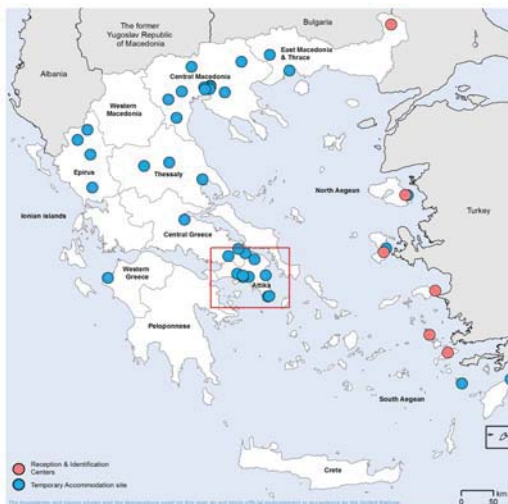 The former
Yugoslav Republic
of Macedonia
Bulgaria
Albania
East Macedonia
& Thrace
Central Macedonia
Western
Macedonia
Epirus
Thessaly
North Aegean
Turkey
Ionian islands
Central Greece
Western
Greece
Attika
Peloponnese
South Aegean
Crete
Reception & Identification
Centers
Temporary Accommodation site
km
0 50